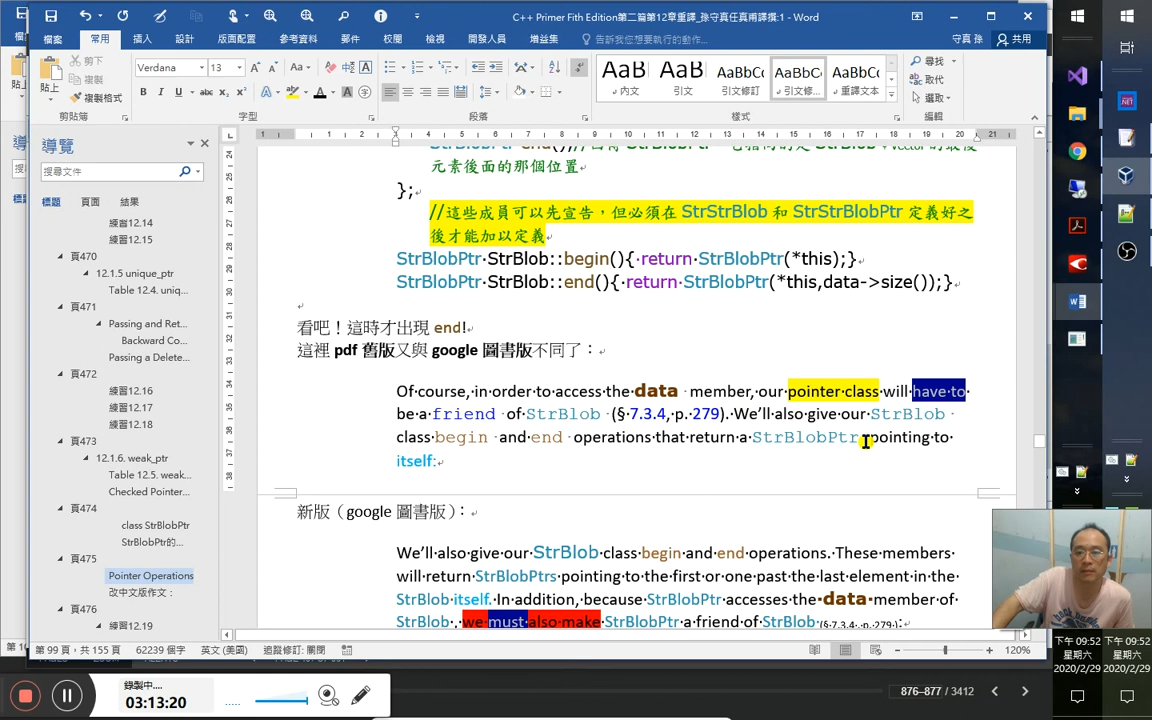 C++ Primer Fith Edition第二篇第12章重譯_孫守真任真甫譯撰:1 - Word
檔案 常用 插入 設計 版面配置 參考資料 郵件 校閱 檢視 開發人員 增益集 告訴我您想要執行的動作... 守真 孫 共用
貼上 剪下 複製 複製格式 剪貼簿
Verdana 13 字型
段落
AaBbC 內文 AaBbC 引文 AaBbCc 引文修訂 AaBbC 引文修... AaBbCc 重譯文本 樣式
尋找 取代 選取 編輯
導覽
搜尋文件
標題 頁面 結果
練習12.14
練習12.15
頁470
12.1.5 unique_ptr
Table 12.4. uniq...
頁471
Passing and Ret...
Backward Co...
Passing a Delete...
頁472
練習12.16
練習12.17
練習12.18
頁473
12.1.6. weak_ptr
Table 12.5. weak...
Checked Pointer...
頁474
class StrBlobPtr
StrBlobPtr的...
頁475
Pointer Operations
改中文版作文：
頁476
練習12.19
元素後面的那個位置
};
//這些成員可以先宣告，但必須在 StrStrBlob 和 StrStrBlobPtr 定義好之
後才能加以定義
StrBlobPtr StrBlob::begin(){ return StrBlobPtr(*this);}
StrBlobPtr StrBlob::end(){ return StrBlobPtr(*this,data->size());}
看吧！這時才出現 end!
這裡 pdf 舊版又與 google 圖書版不同了：
Of course, in order to access the data member, our pointer class will have to
be a friend of StrBlob (§ 7.3.4, p. 279). We'll also give our StrBlob
class begin and end operations that return a StrBlobPtr pointing to
itself:
新版（google 圖書版）：
We'll also give our StrBlob class begin and end operations. These members
will return StrBlobPtrs pointing to the first or one past the last element in the
StrBlob itself. In addition, because StrBlobPtr accesses the data member of
StrBlob , we must also make StrBlobPtr a friend of StrBlob (§ 7.3.4, p. 279):
第 99 頁，共 155 頁 62239 個字 英文 (美國) 追蹤修訂: 關閉 120%
錄製中....
03:13:20
876–877 / 3412
下午 09:52
星期六
2020/2/29
下午 09:52
星期六
2020/2/29